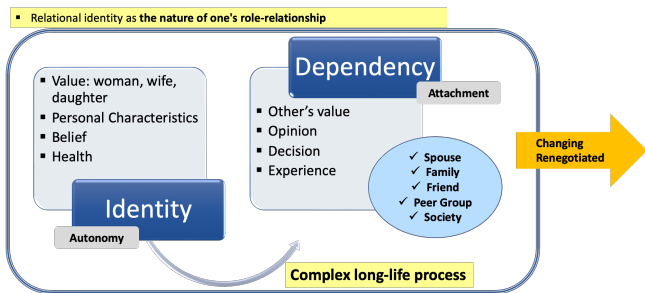 ▪ Relational identity as the nature of one's role-relationship
▪ Value: woman, wife,
daughter
▪ Personal Characteristics
▪ Belief
▪ Health
Identity
Autonomy
Dependency
Attachment
▪ Other's value
▪ Opinion
▪ Decision
▪ Experience
✓ Spouse
✓ Family
✓ Friend
✓ Peer Group
✓ Society
Changing
Renegotiated
Complex long-life process